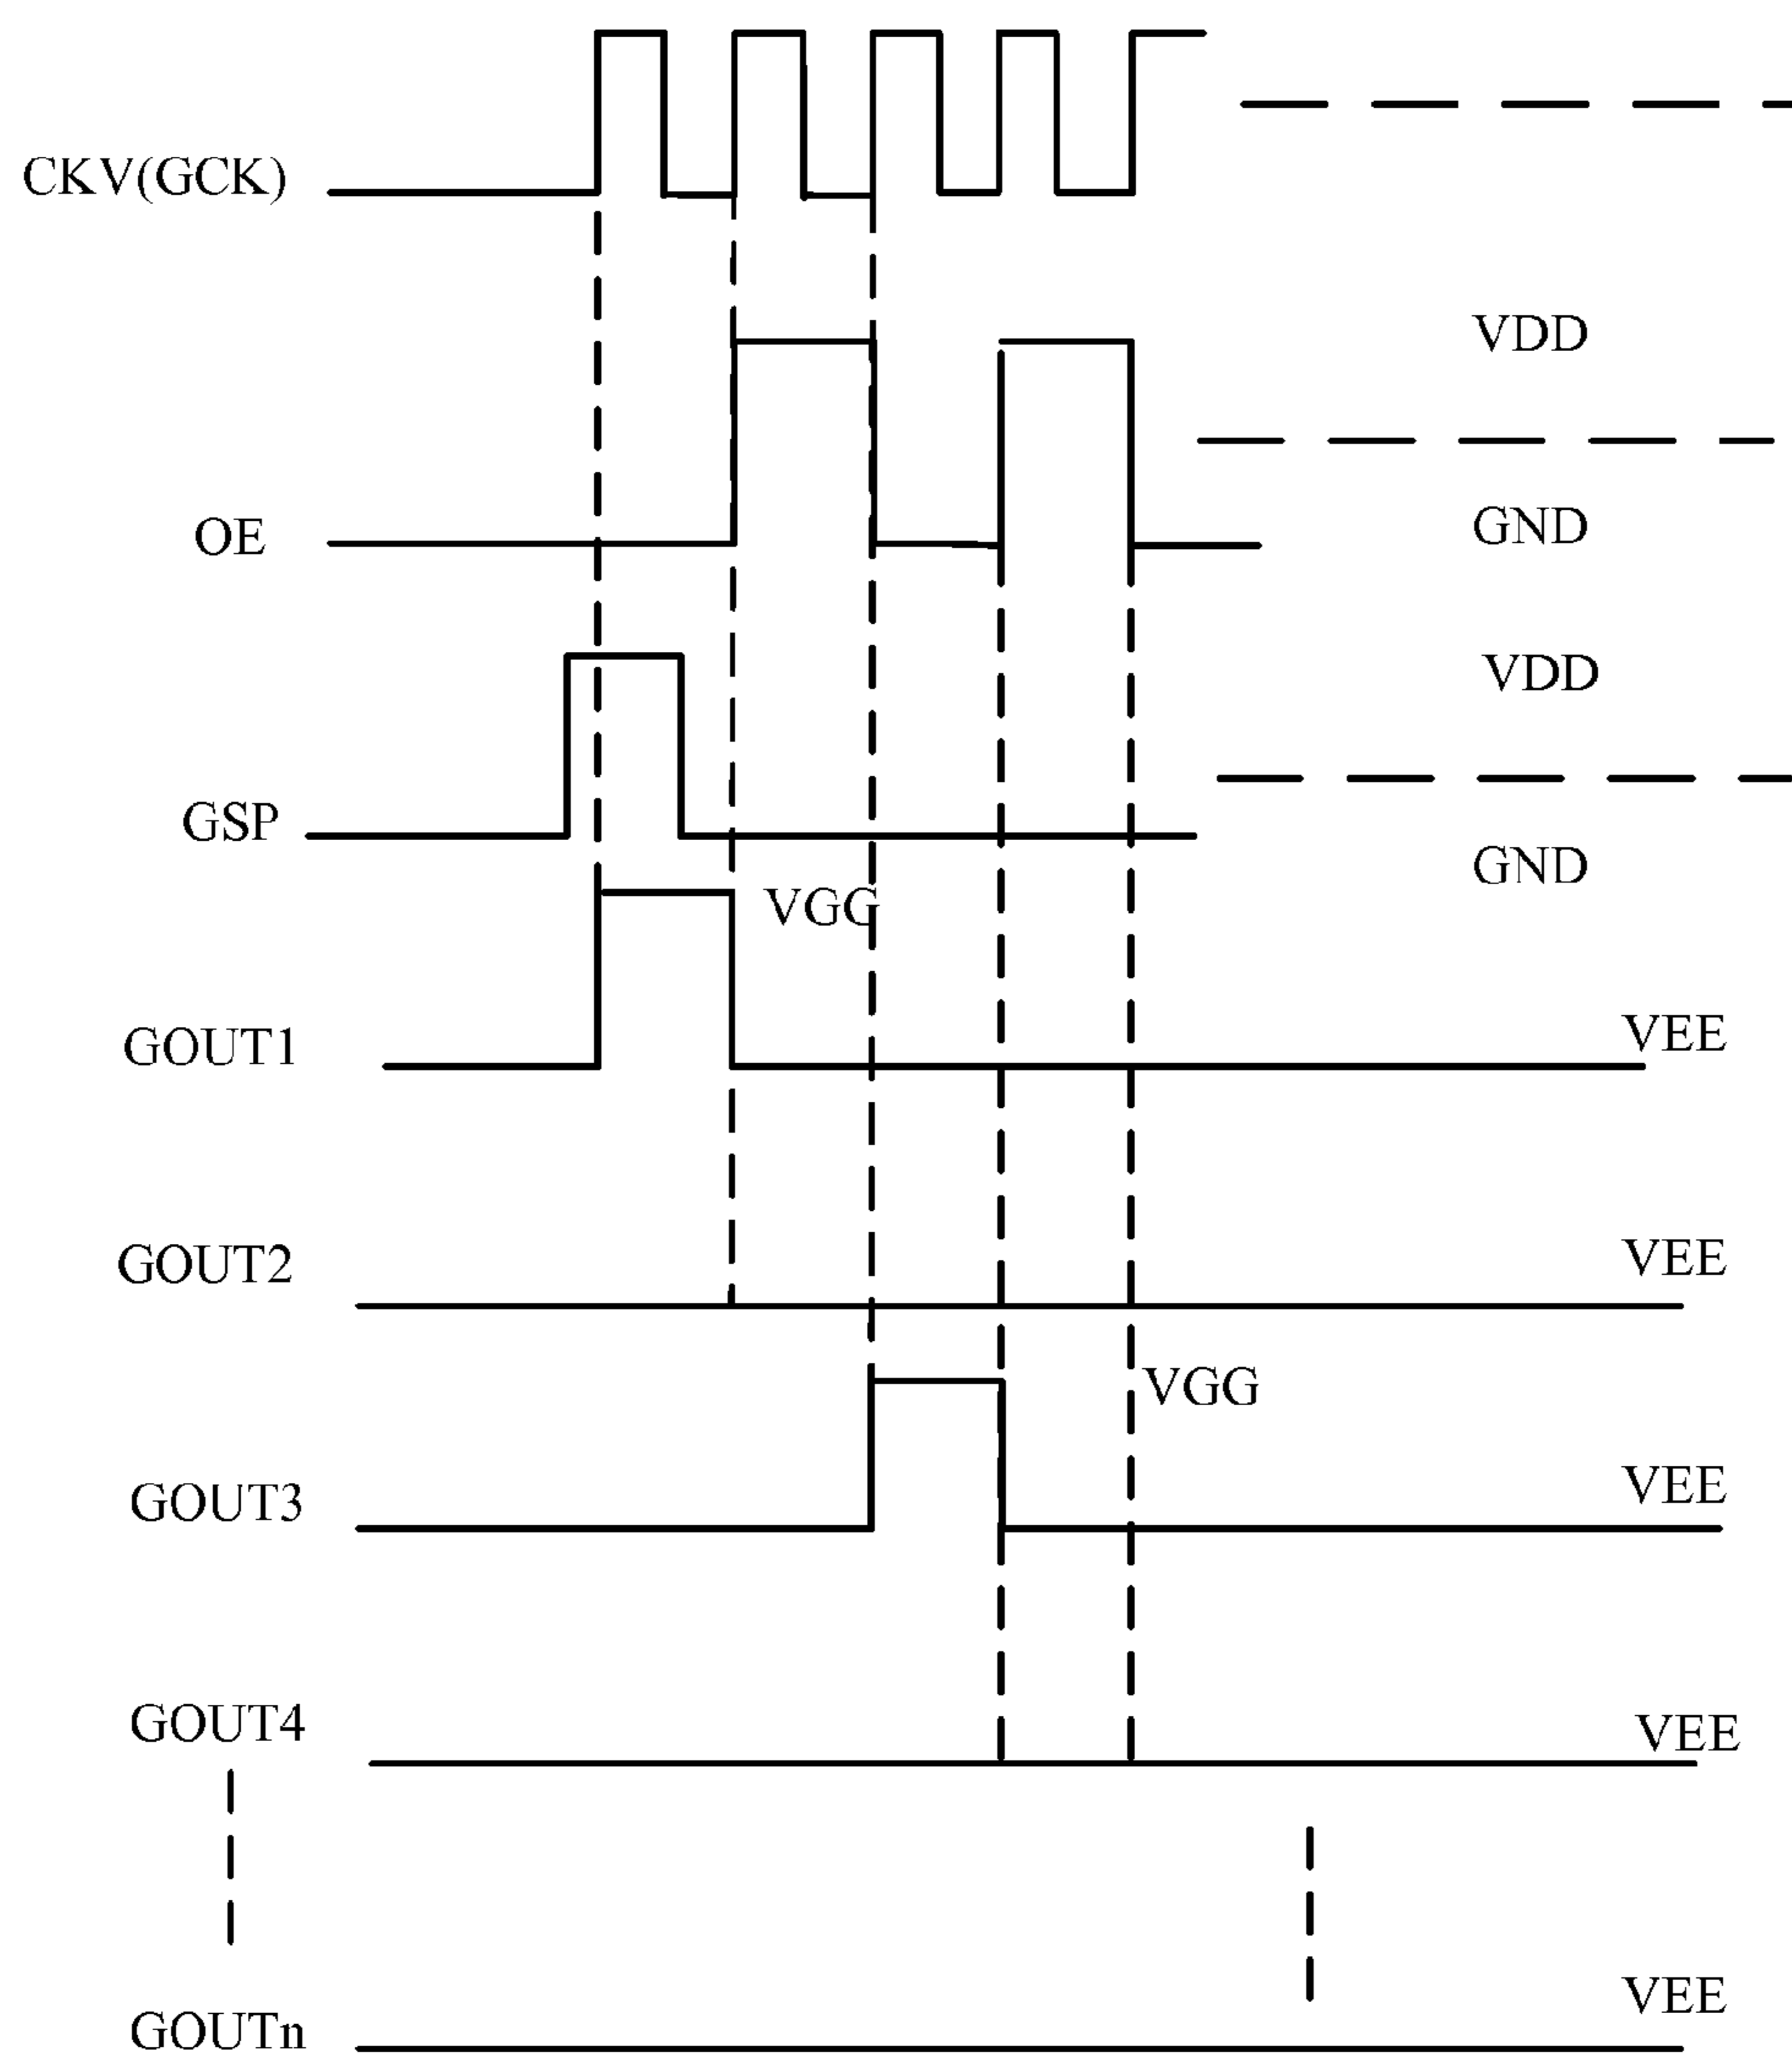 CKV(GCK)
VDD
OE
GND
VDD
GSP
GND
VGG
GOUT1
VEE
GOUT2
VEE
VGG
GOUT3
VEE
GOUT4
VEE
GOUTn
VEE